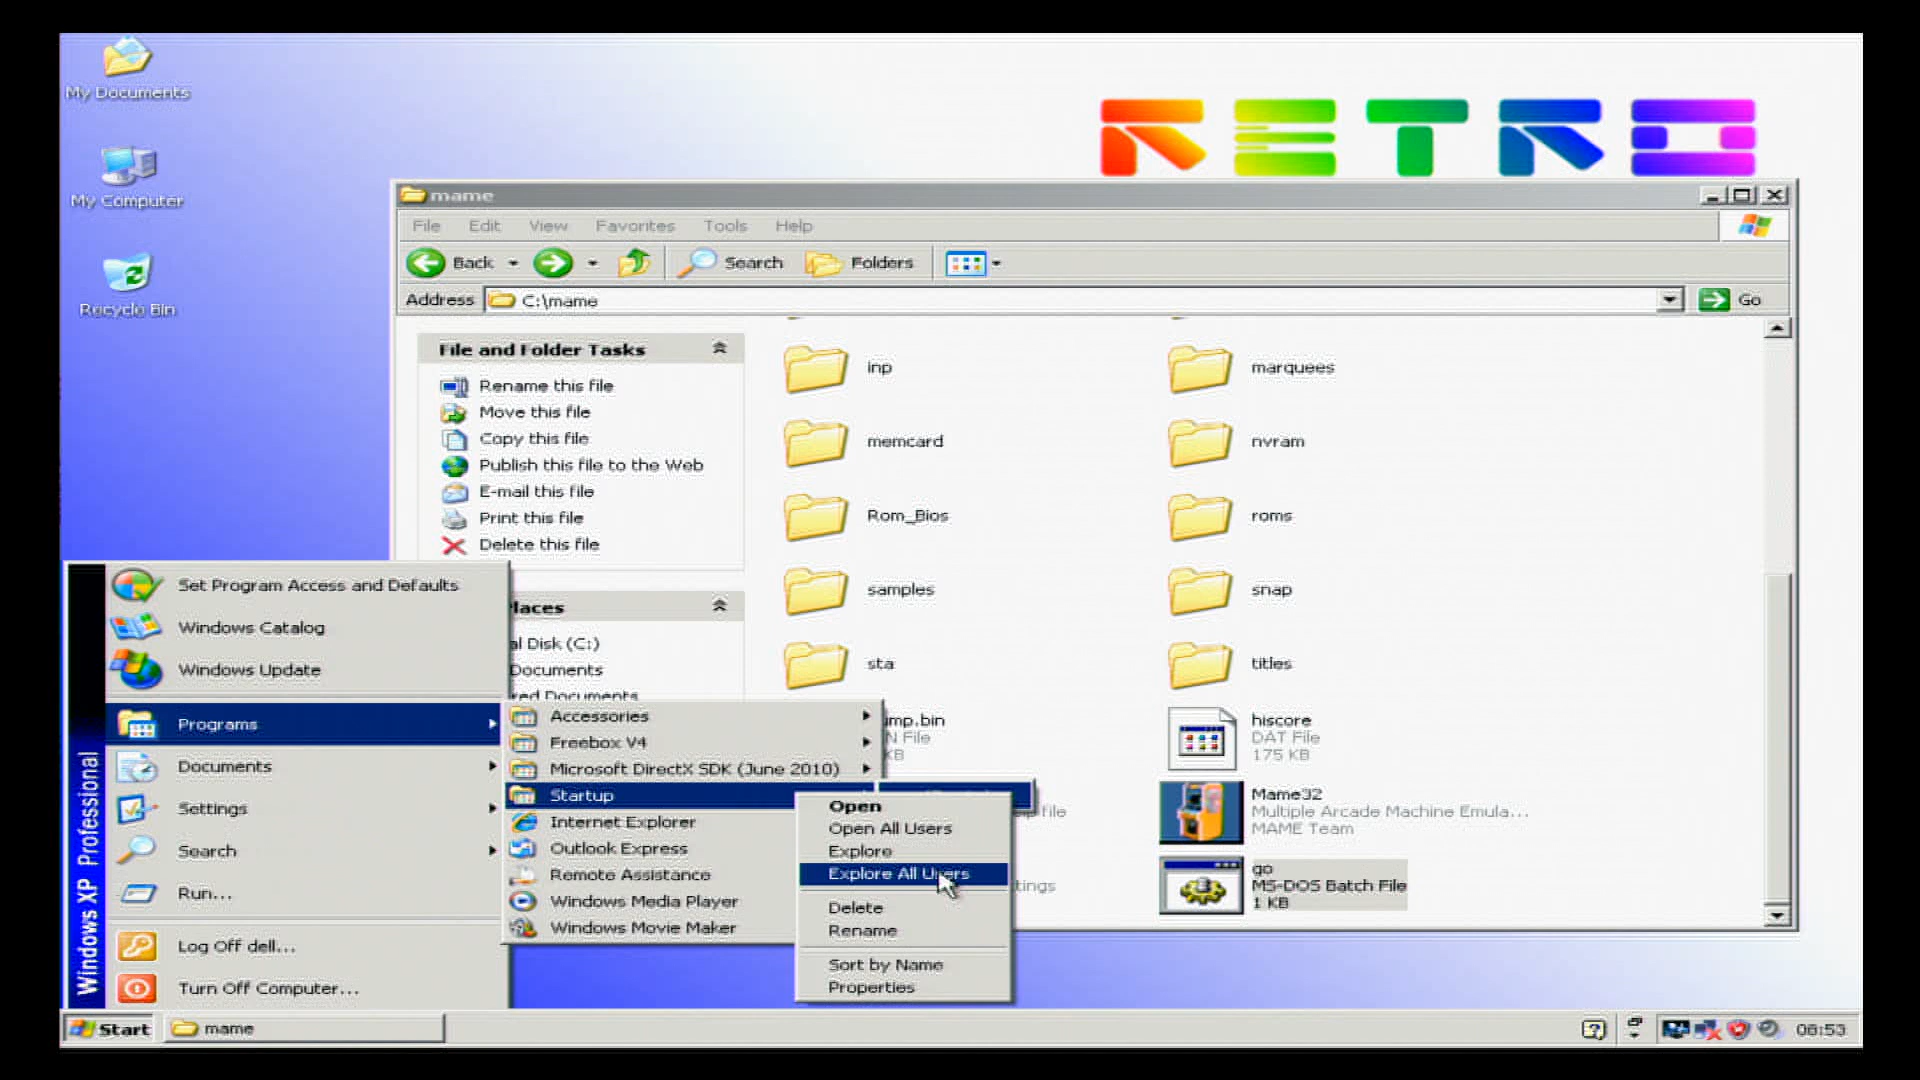 My Documents
RETRO
My Computer
Recycle Bin
mame
File Edit View Favorites Tools Help
Back Search Folders
Address C:\mame Go
File and Folder Tasks
Rename this file
Move this file
Copy this file
Publish this file to the Web
E-mail this file
Print this file
Delete this file
laces
al Disk (C:)
Documents
red Documents
inp
marquees
memcard
nvram
Rom_Bios
roms
samples
snap
sta
titles
mp.bin
N File
KB
hiscore
DAT File
175 KB
p file
Mame32
Multiple Arcade Machine Emula...
MAME Team
tings
go
MS-DOS Batch File
1 KB
Windows XP Professional
Set Program Access and Defaults
Windows Catalog
Windows Update
Programs
Documents
Settings
Search
Run...
Log Off dell...
Turn Off Computer...
Accessories
Freebox V4
Microsoft DirectX SDK (June 2010)
Startup
Internet Explorer
Outlook Express
Remote Assistance
Windows Media Player
Windows Movie Maker
Open
Open All Users
Explore
Explore All Users
Delete
Rename
Sort by Name
Properties
Start
mame
06:53